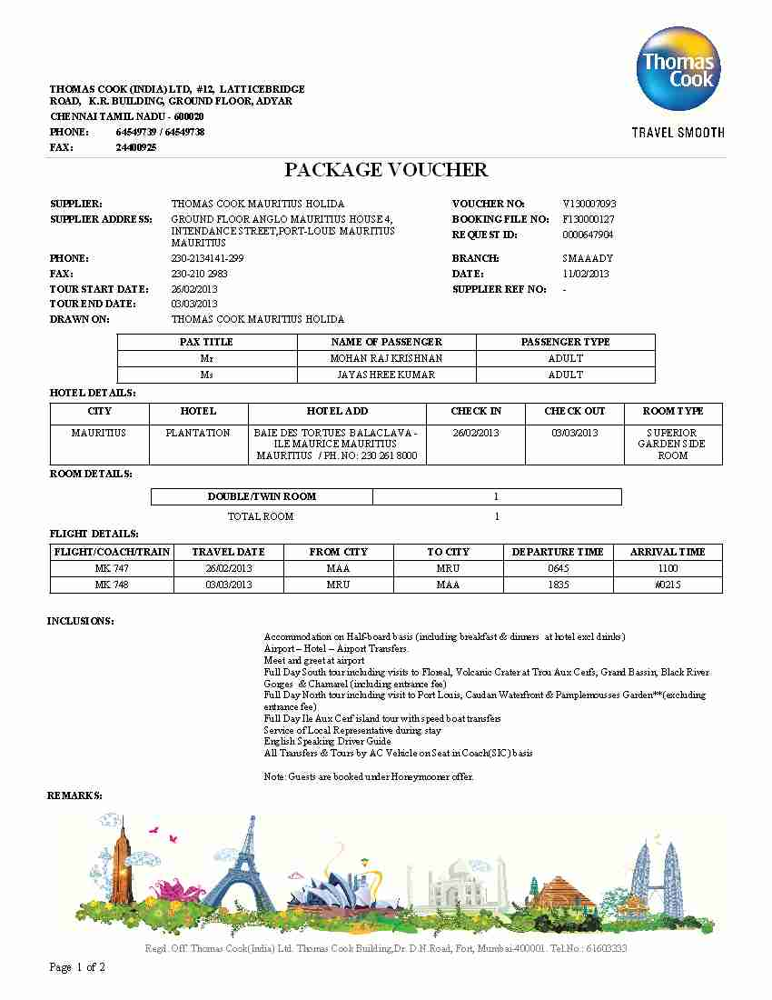 Thomas
Cook
TRAVEL SMOOTH
THOMAS COOK (INDIA) LTD, #12, LATTICEBRIDGE
ROAD, K.R. BUILDING, GROUND FLOOR, ADYAR
CHENNAI TAMIL NADU - 600020
PHONE: 64549739 / 64549738
FAX: 24400925
PACKAGE VOUCHER
SUPPLIER: THOMAS COOK MAURITIUS HOLIDA VOUCHER NO: V130007093
SUPPLIER ADDRESS: GROUND FLOOR ANGLO MAURITIUS HOUSE 4, BOOKING FILE NO: F130000127
INTENDANCE STREET,PORT-LOUIS MAURITIUS REQUEST ID: 0000647904
MAURITIUS
PHONE: 230-2134141-299 BRANCH: SMAAADY
FAX: 230-210 2983 DATE: 11/02/2013
TOUR START DATE: 26/02/2013 SUPPLIER REF NO: -
TOUR END DATE: 03/03/2013
DRAWN ON: THOMAS COOK MAURITIUS HOLIDA
PAX TITLE NAME OF PASSENGER PASSENGER TYPE
Mr MOHAN RAJ KRISHNAN ADULT
Ms JAYASHREE KUMAR ADULT
HOTEL DETAILS:
CITY HOTEL HOTEL ADD CHECK IN CHECK OUT ROOM TYPE
MAURITIUS PLANTATION BAIE DES TORTUES BALACLAVA - 26/02/2013 03/03/2013 SUPERIOR
ILE MAURICE MAURITIUS GARDEN SIDE
MAURITIUS / PH. NO: 230 261 8000 ROOM
ROOM DETAILS:
DOUBLE/TWIN ROOM 1
TOTAL ROOM 1
FLIGHT DETAILS:
FLIGHT/COACH/TRAIN TRAVEL DATE FROM CITY TO CITY DEPARTURE TIME ARRIVAL TIME
MK 747 26/02/2013 MAA MRU 0645 1100
MK 748 03/03/2013 MRU MAA 1835 #0215
INCLUSIONS:
Accommodation on Half-board basis (including breakfast & dinners at hotel excl drinks)
Airport – Hotel – Airport Transfers.
Meet and greet at airport
Full Day South tour including visits to Floreal, Volcanic Crater at Trou Aux Cerfs, Grand Bassin, Black River
Gorges & Chamarel (including entrance fee)
Full Day North tour including visit to Port Louis, Caudan Waterfront & Pamplemousses Garden**(excluding
entrance fee)
Full Day Ile Aux Cerf island tour with speed boat transfers
Service of Local Representative during stay
English Speaking Driver Guide
All Transfers & Tours by AC Vehicle on Seat in Coach(SIC) basis
Note: Guests are booked under Honeymooner offer.
REMARKS:
Regd. Off. Thomas Cook(India) Ltd. Thomas Cook Building,Dr. D.N.Road, Fort, Mumbai-400001. Tel.No.: 61603333
Page 1 of 2